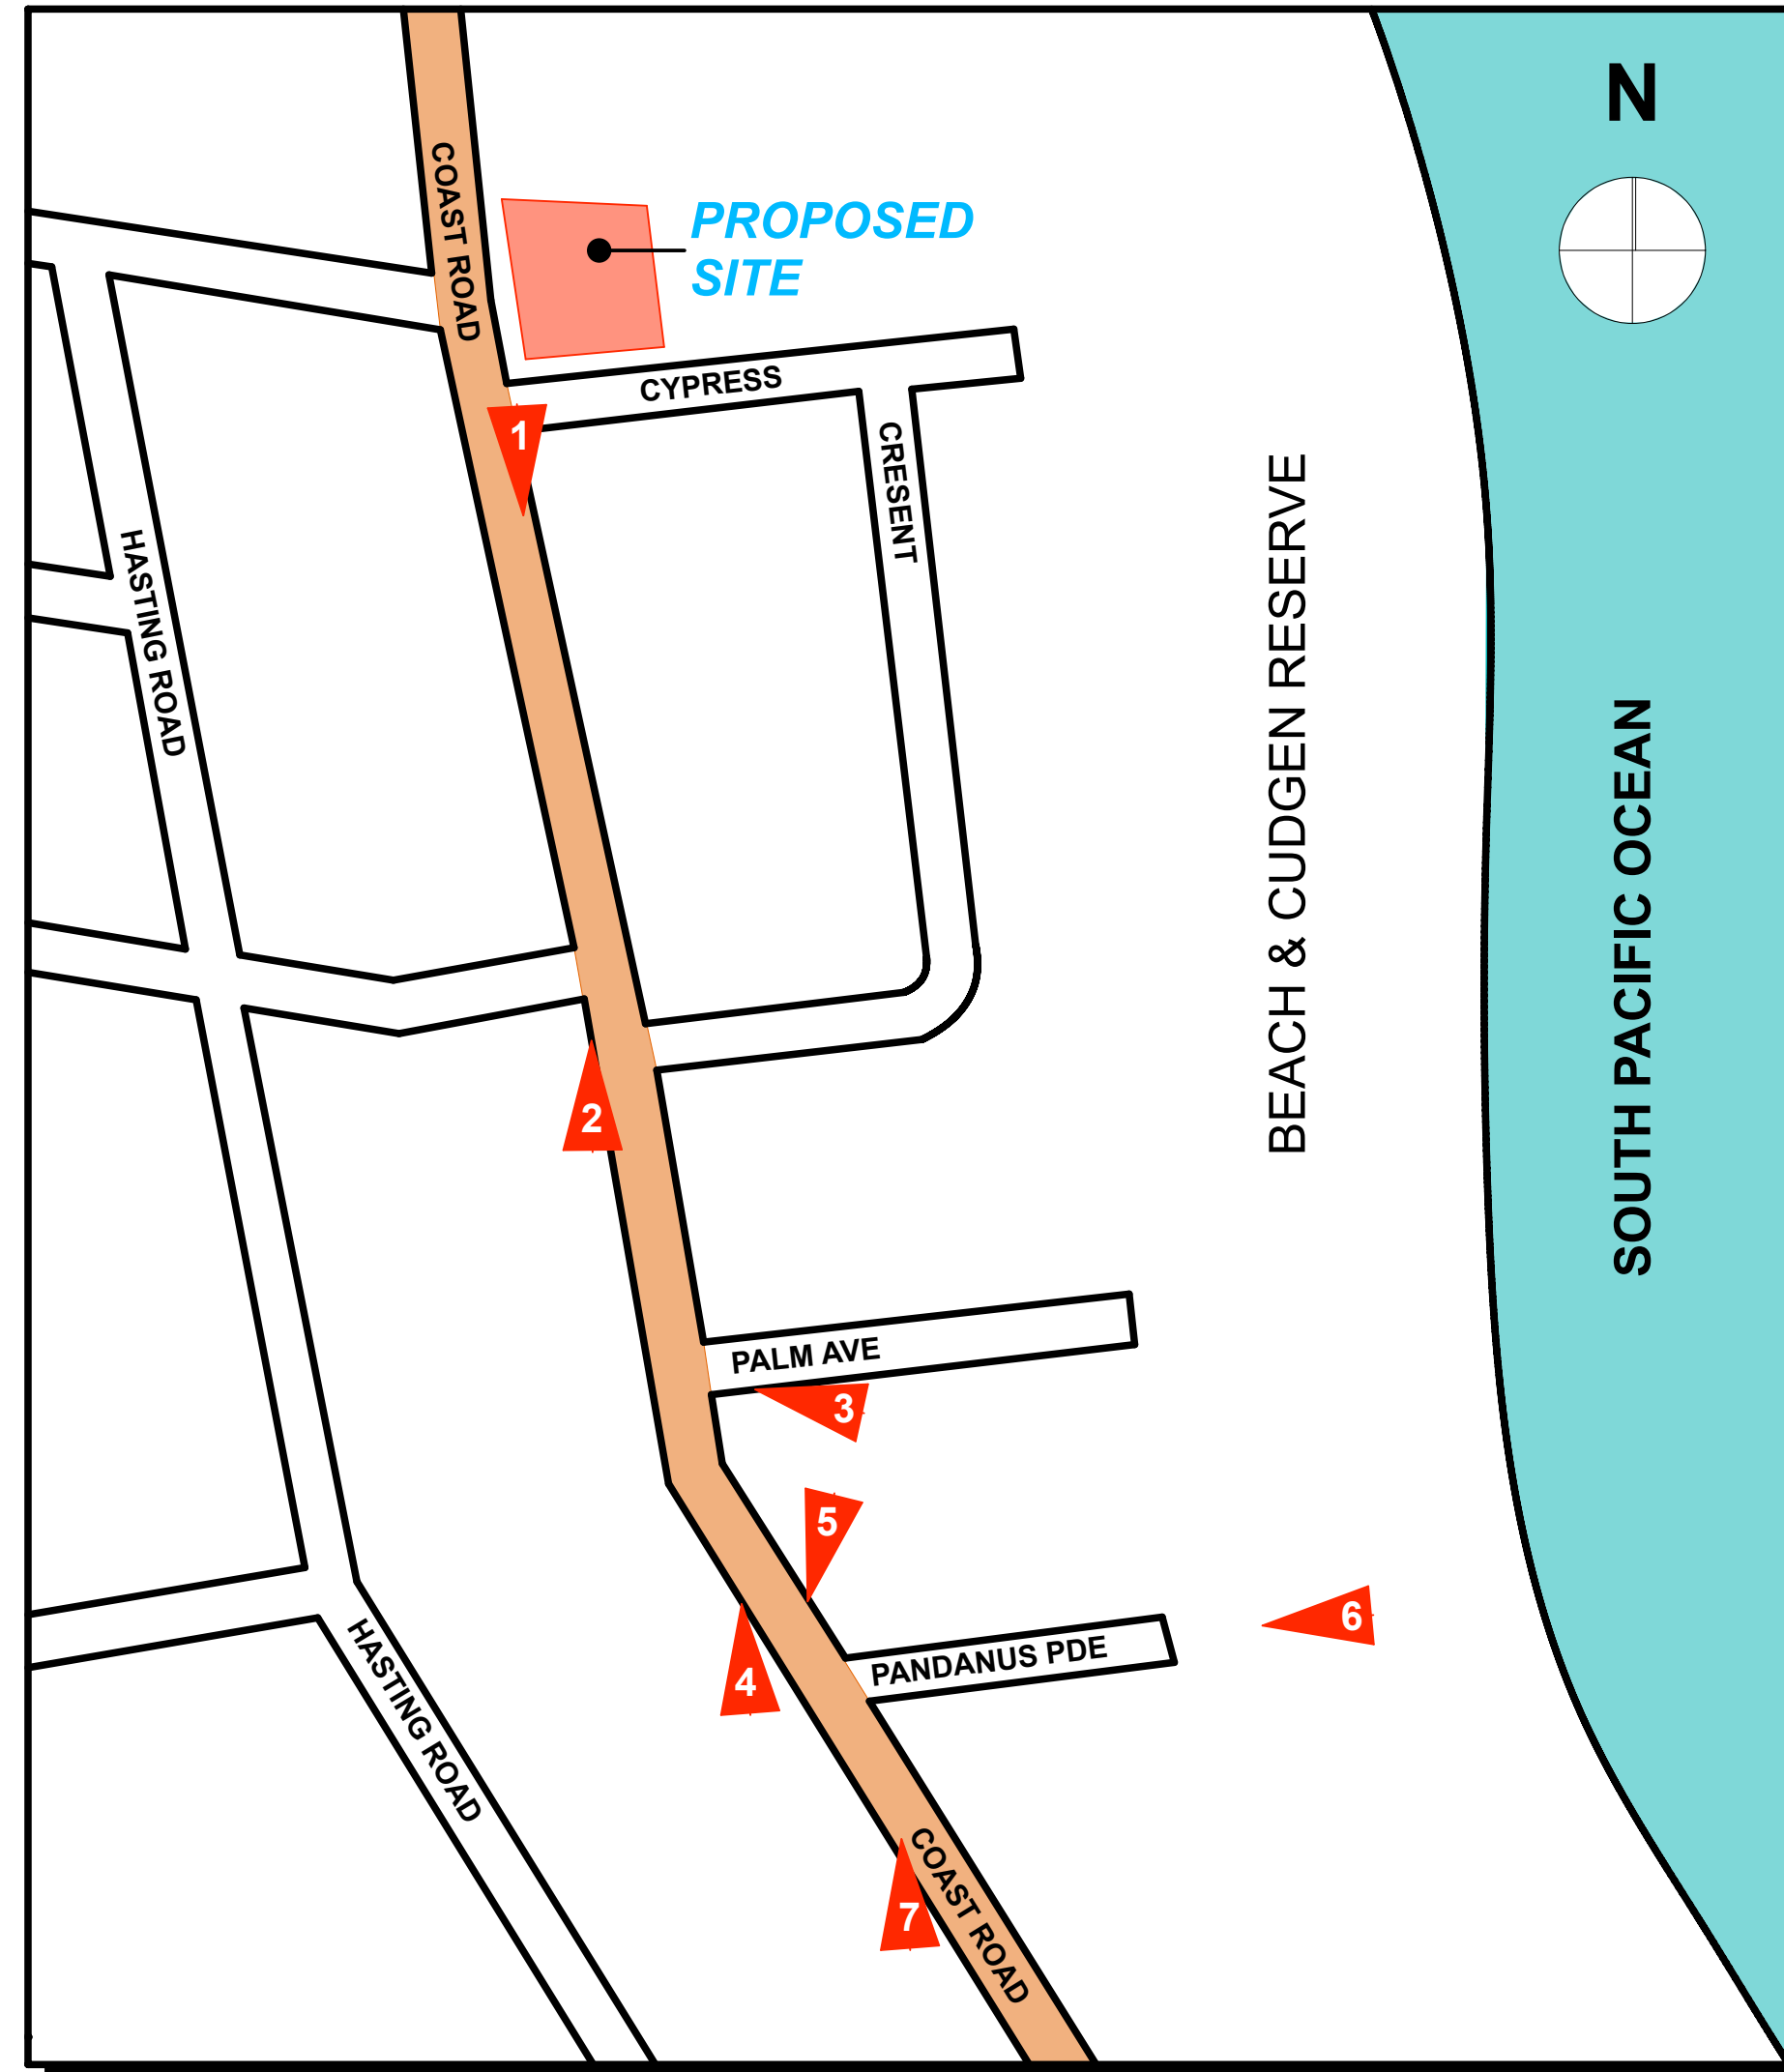 N
COAST ROAD
PROPOSED
SITE
CYPRESS
1
CRESENT
HASTING ROAD
BEACH & CUDGEN RESERVE
SOUTH PACIFIC OCEAN
2
PALM AVE
3
5
6
4
PANDANUS PDE
HASTING ROAD
7
COAST ROAD